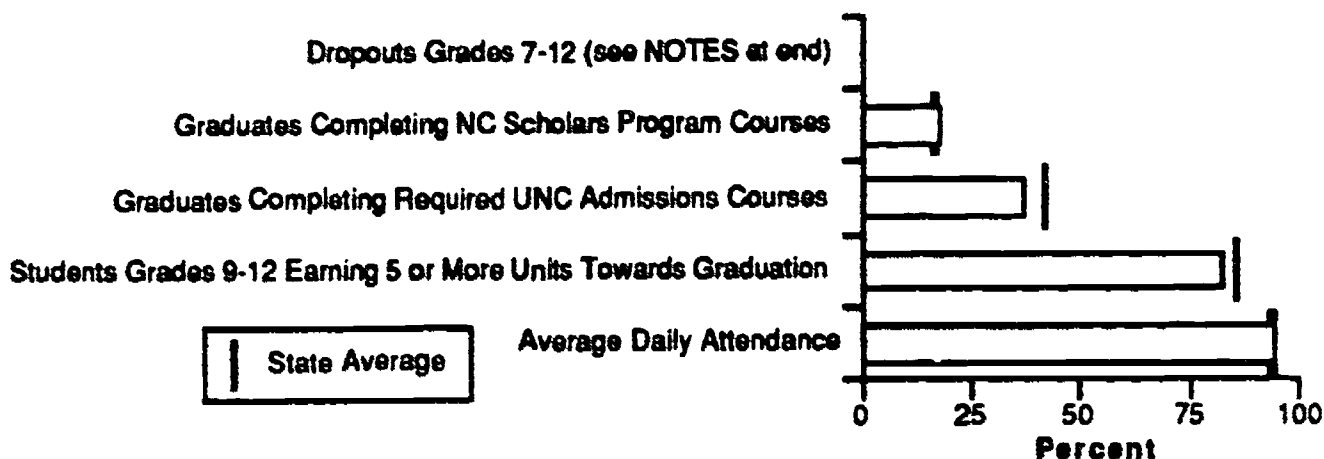 Dropouts Grades 7-12 (see NOTES at end)
Graduates Completing NC Scholars Program Courses
Graduates Completing Required UNC Admissions Courses
Students Grades 9-12 Earning 5 or More Units Towards Graduation
Average Daily Attendance
State Average
0 25 50 75 100
Percent